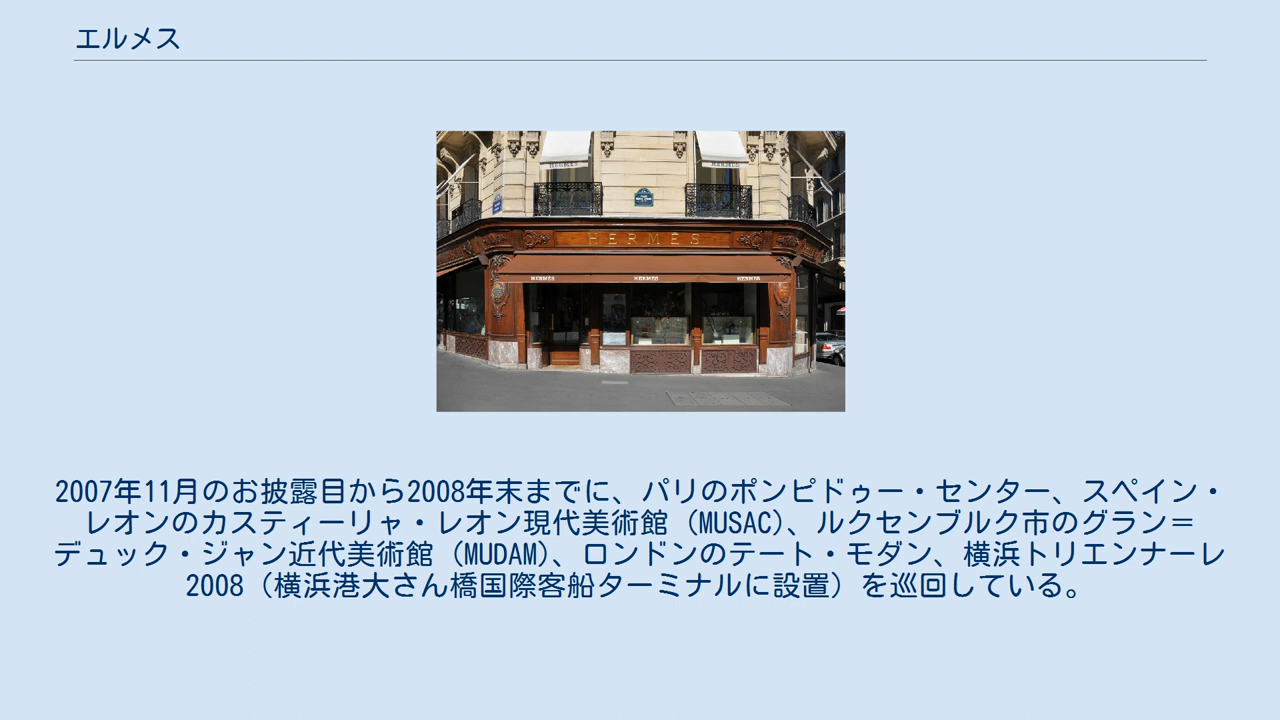 エルメス
HERMES
HERMES
HERMÈS
HERMES
HERMES
HERMES
2007年11月のお披露目から2008年末までに、パリのポンピドゥー・センター、スペイン・
レオンのカスティーリャ・レオン現代美術館（MUSAC）、ルクセンブルク市のグラン＝
デュック・ジャン近代美術館（MUDAM）、ロンドンのテート・モダン、横浜トリエンナーレ
2008（横浜港大さん橋国際客船ターミナルに設置）を巡回している。